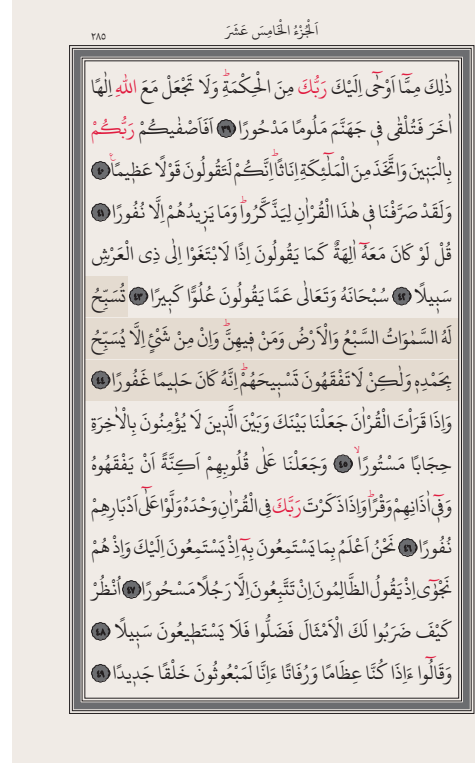 ٢٨٥
اَلْجُزْءُ الْخَامِسَ عَشَرَ
ذٰلِكَ مِمَّٓا اَوْحٰٓى اِلَيْكَ رَبُّكَ مِنَ الْحِكْمَةِۜ وَلَا تَجْعَلْ مَعَ اللّٰهِ اِلٰهًا
اٰخَرَ فَتُلْقٰى ف۪ي جَهَنَّمَ مَلُومًا مَدْحُورًا ﴿٣٩﴾ اَفَاَصْفٰيكُمْ رَبُّكُمْ
بِالْبَن۪ينَ وَاتَّخَذَ مِنَ الْمَلٰٓئِكَةِ اِنَاثًاۜ اِنَّكُمْ لَتَقُولُونَ قَوْلًا عَظ۪يمًا۟ ﴿٤٠﴾
وَلَقَدْ صَرَّفْنَا ف۪ي هٰذَا الْقُرْاٰنِ لِيَذَّكَّرُواۜ وَمَا يَز۪يدُهُمْ اِلَّا نُفُورًا ﴿٤١﴾
قُلْ لَوْ كَانَ مَعَهُٓ اٰلِهَةٌ كَمَا يَقُولُونَ اِذًا لَابْتَغَوْا اِلٰى ذِي الْعَرْشِ
سَب۪يلًا ﴿٤٢﴾ سُبْحَانَهُ وَتَعَالٰى عَمَّا يَقُولُونَ عُلُوًّا كَب۪يرًا ﴿٤٣﴾ تُسَبِّحُ
لَهُ السَّمٰوَاتُ السَّبْعُ وَالْاَرْضُ وَمَنْ ف۪يهِنَّۜ وَاِنْ مِنْ شَيْءٍ اِلَّا يُسَبِّحُ
بِحَمْدِه۪ وَلٰكِنْ لَا تَفْقَهُونَ تَسْب۪يحَهُمْۜ اِنَّهُ كَانَ حَل۪يمًا غَفُورًا ﴿٤٤﴾
وَاِذَا قَرَاْتَ الْقُرْاٰنَ جَعَلْنَا بَيْنَكَ وَبَيْنَ الَّذ۪ينَ لَا يُؤْمِنُونَ بِالْاٰخِرَةِ
حِجَابًا مَسْتُورًاۙ ﴿٤٥﴾ وَجَعَلْنَا عَلٰى قُلُوبِهِمْ اَكِنَّةً اَنْ يَفْقَهُوهُ
وَف۪ٓي اٰذَانِهِمْ وَقْرًاۜ وَاِذَا ذَكَرْتَ رَبَّكَ فِي الْقُرْاٰنِ وَحْدَهُ وَلَّوْا عَلٰٓى اَدْبَارِهِمْ
نُفُورًا ﴿٤٦﴾ نَحْنُ اَعْلَمُ بِمَا يَسْتَمِعُونَ بِه۪ٓ اِذْ يَسْتَمِعُونَ اِلَيْكَ وَاِذْ هُمْ
نَجْوٰٓى اِذْ يَقُولُ الظَّالِمُونَ اِنْ تَتَّبِعُونَ اِلَّا رَجُلًا مَسْحُورًا ﴿٤٧﴾ اُنْظُرْ
كَيْفَ ضَرَبُوا لَكَ الْاَمْثَالَ فَضَلُّوا فَلَا يَسْتَط۪يعُونَ سَب۪يلًا ﴿٤٨﴾
وَقَالُٓوا ءَاِذَا كُنَّا عِظَامًا وَرُفَاتًا ءَاِنَّا لَمَبْعُوثُونَ خَلْقًا جَد۪يدًا ﴿٤٩﴾